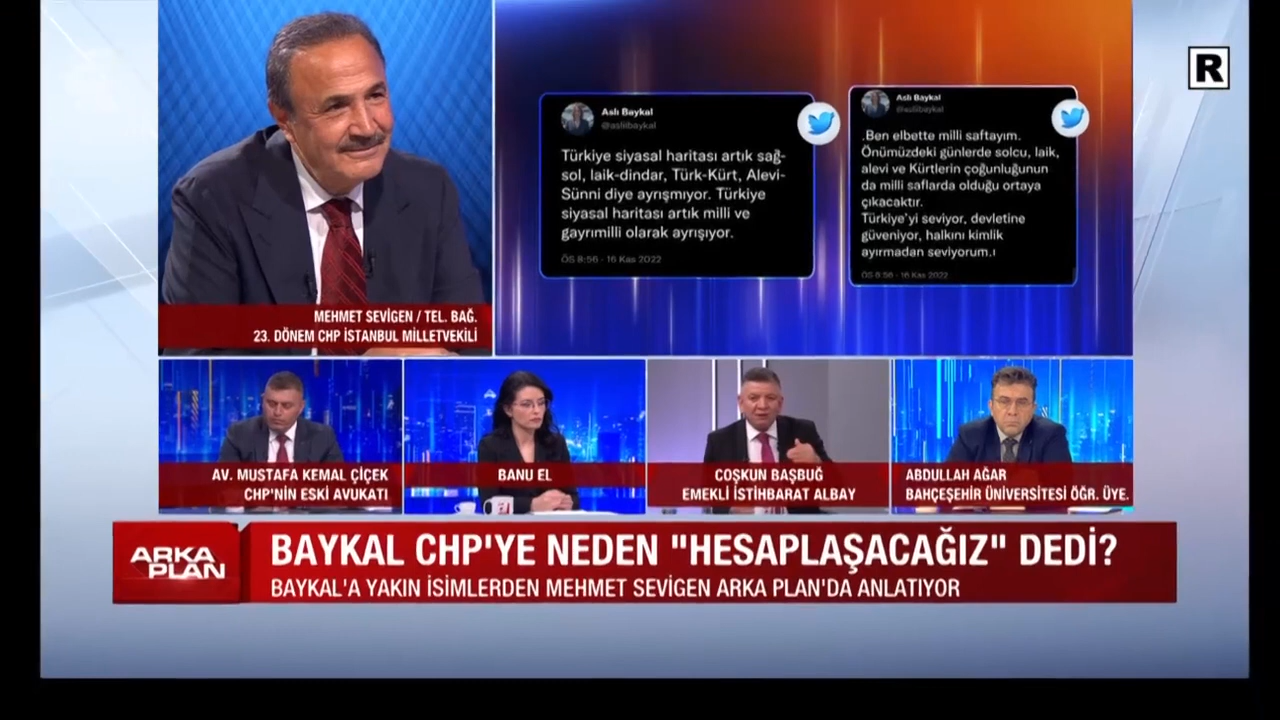 R
Aslı Baykal
@aslibaykal
Türkiye siyasal haritası artık sağ-
sol, laik-dindar, Türk-Kürt, Alevi-
Sünni diye ayrışmıyor. Türkiye
siyasal haritası artık milli ve
gayrımilli olarak ayrışıyor.
ÖS 8:56 · 16 Kas 2022
Aslı Baykal
@aslibaykal
.Ben elbette milli saftayım.
Önümüzdeki günlerde solcu, laik,
alevi ve Kürtlerin çoğunluğunun
da milli saflarda olduğu ortaya
çıkacaktır.
Türkiye'yi seviyor, devletine
güveniyor, halkını kimlik
ayırmadan seviyorum.ı
ÖS 8:56 · 16 Kas 2022
MEHMET SEVİGEN / TEL. BAĞ.
23. DÖNEM CHP İSTANBUL MİLLETVEKİLİ
AV. MUSTAFA KEMAL ÇİÇEK
CHP'NİN ESKİ AVUKATI
BANU EL
COŞKUN BAŞBUĞ
EMEKLİ İSTİHBARAT ALBAY
ABDULLAH AĞAR
BAHÇEŞEHİR ÜNİVERSİTESİ ÖĞR. ÜYE.
ARKA
PLAN
BAYKAL CHP'YE NEDEN "HESAPLAŞACAĞIZ" DEDİ?
BAYKAL'A YAKIN İSİMLERDEN MEHMET SEVİGEN ARKA PLAN'DA ANLATIYOR